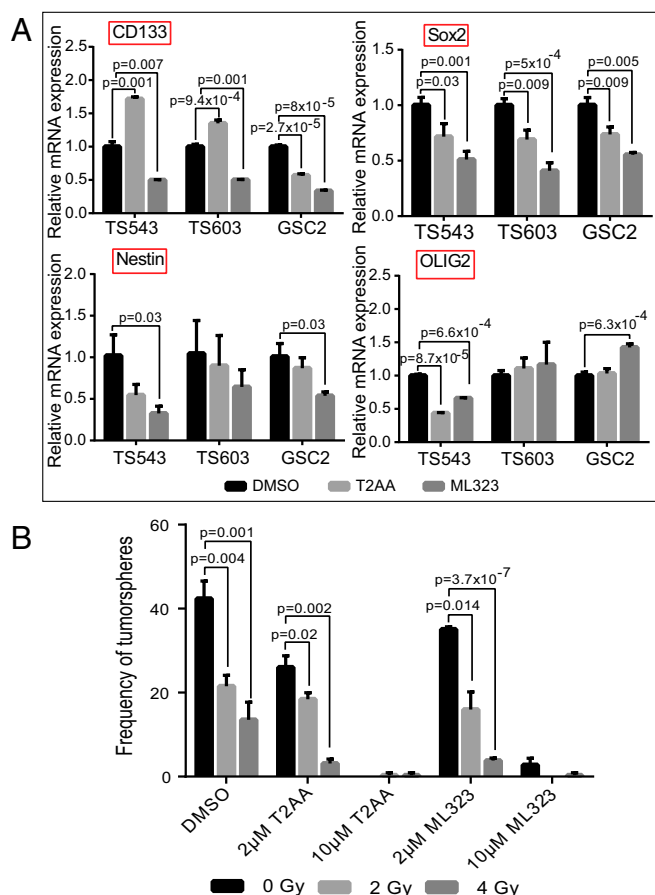 A
CD133
Relative mRNA expression
2.5
2.0
1.5
1.0
0.5
0.0
p=0.007
p=0.001
p=0.001
p=9.4x10-4
p=8x10-5
p=2.7x10-5
TS543 TS603 GSC2
Sox2
Relative mRNA expression
1.5
1.0
0.5
0
p=0.001
p=0.03
p=5x10-4
p=0.009
p=0.005
p=0.009
TS543 TS603 GSC2
Nestin
Relative mRNA expression
2.0
1.5
1.0
0.5
0.0
p=0.03
p=0.03
TS543 TS603 GSC2
OLIG2
Relative mRNA expression
2.0
1.5
1.0
0.5
0.0
p=6.6x10-4
p=8.7x10-5
p=6.3x10-4
TS543 TS603 GSC2
DMSO T2AA ML323
B
Frequency of tumorspheres
60
40
20
0
p=0.001
p=0.004
p=0.002
p=0.02
p=3.7x10-7
p=0.014
DMSO
2µM T2AA
10µM T2AA
2µM ML323
10µM ML323
0 Gy 2 Gy 4 Gy